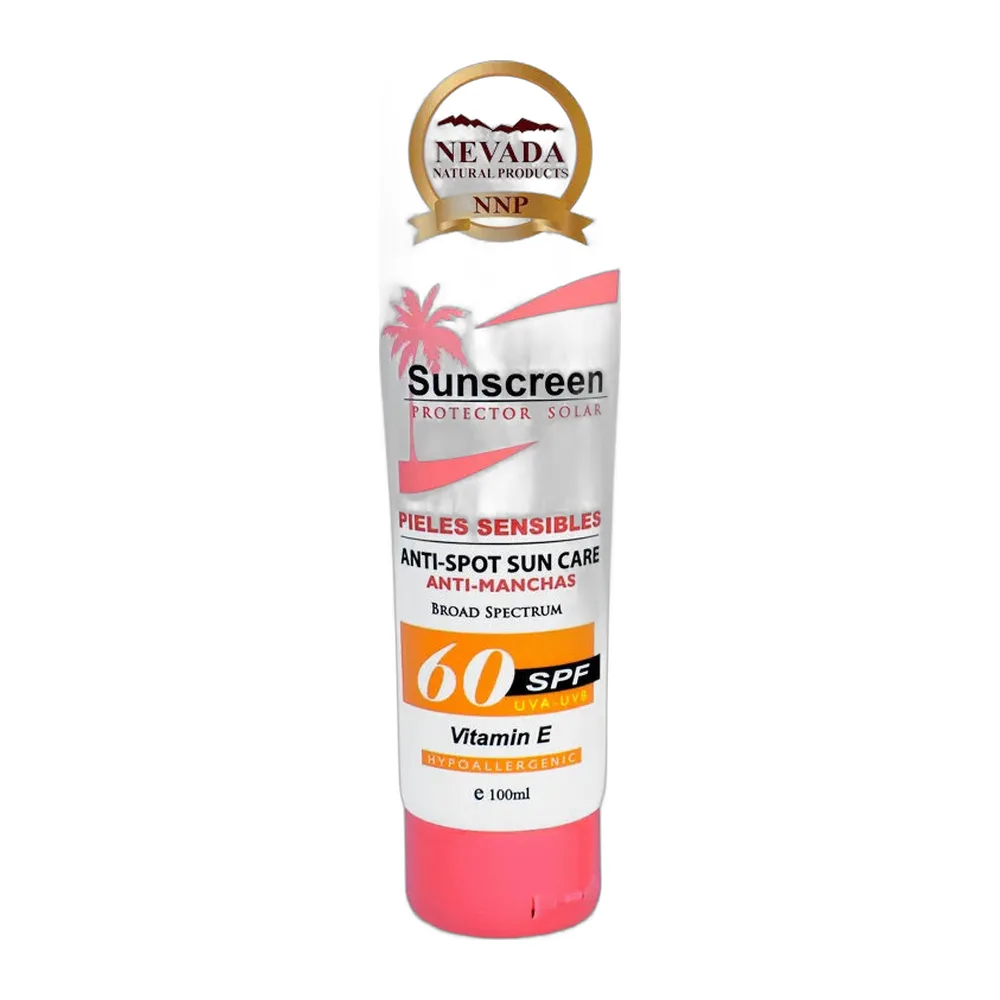 NEVADA
NATURAL PRODUCTS
NNP
Sunscreen
PROTECTOR SOLAR
PIELES SENSIBLES
ANTI-SPOT SUN CARE
ANTI-MANCHAS
BROAD SPECTRUM
60 SPF
UVA-UVB
Vitamin E
HYPOALLERGENIC
e 100ml